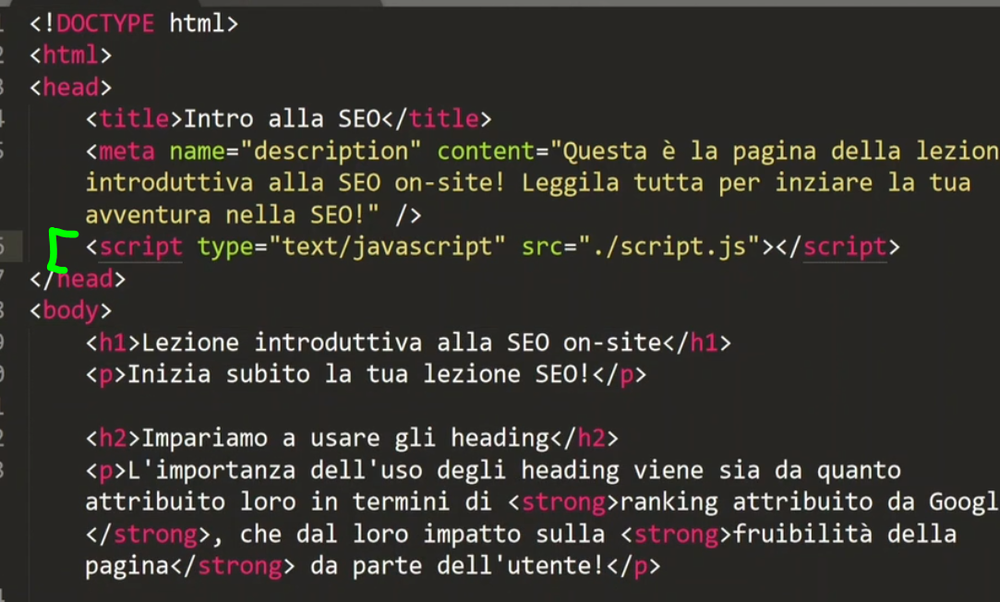 <!DOCTYPE html>
<html>
<head>
<title>Intro alla SEO</title>
<meta name="description" content="Questa è la pagina della lezion
introduttiva alla SEO on-site! Leggila tutta per inziare la tua
avventura nella SEO!" />
<script type="text/javascript" src="./script.js"></script>
</head>
<body>
<h1>Lezione introduttiva alla SEO on-site</h1>
<p>Inizia subito la tua lezione SEO!</p>
<h2>Impariamo a usare gli heading</h2>
<p>L'importanza dell'uso degli heading viene sia da quanto
attribuito loro in termini di <strong>ranking attribuito da Googl
</strong>, che dal loro impatto sulla <strong>fruibilità della
pagina</strong> da parte dell'utente!</p>